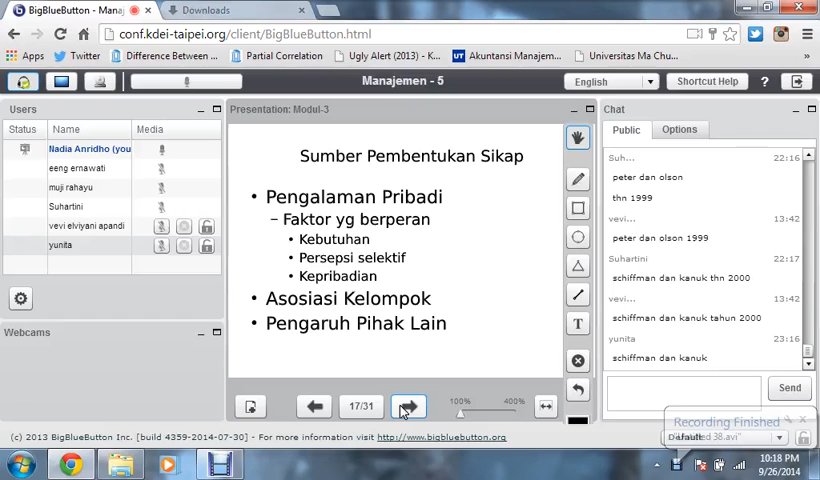 BigBlueButton - Manajem
Downloads
conf.kdei-taipei.org/client/BigBlueButton.html
Apps
Twitter
Difference Between ...
Partial Correlation
Ugly Alert (2013) - K...
UT
Akuntansi Manajem...
Universitas Ma Chu...
Manajemen - 5
English
Shortcut Help
?
Users
Status
Name
Media
Nadia Anridho (you
eeng ernawati
muji rahayu
Suhartini
vevi elviyani apandi
yunita
Webcams
Presentation: Modul-3
Sumber Pembentukan Sikap
• Pengalaman Pribadi
– Faktor yg berperan
• Kebutuhan
• Persepsi selektif
• Kepribadian
• Asosiasi Kelompok
• Pengaruh Pihak Lain
17/31
100%
400%
T
Chat
Public
Options
Suh...
22:16
peter dan olson
thn 1999
vevi...
13:42
peter dan olson 1999
Suhartini
22:17
schiffman dan kanuk thn 2000
vevi...
13:42
schiffman dan kanuk tahun 2000
yunita
23:16
schiffman dan kanuk
Send
Recording Finished
38.avi"
Default
(c) 2013 BigBlueButton Inc. [build 4359-2014-07-30] - For more information visit http://www.bigbluebutton.org
10:18 PM
9/26/2014